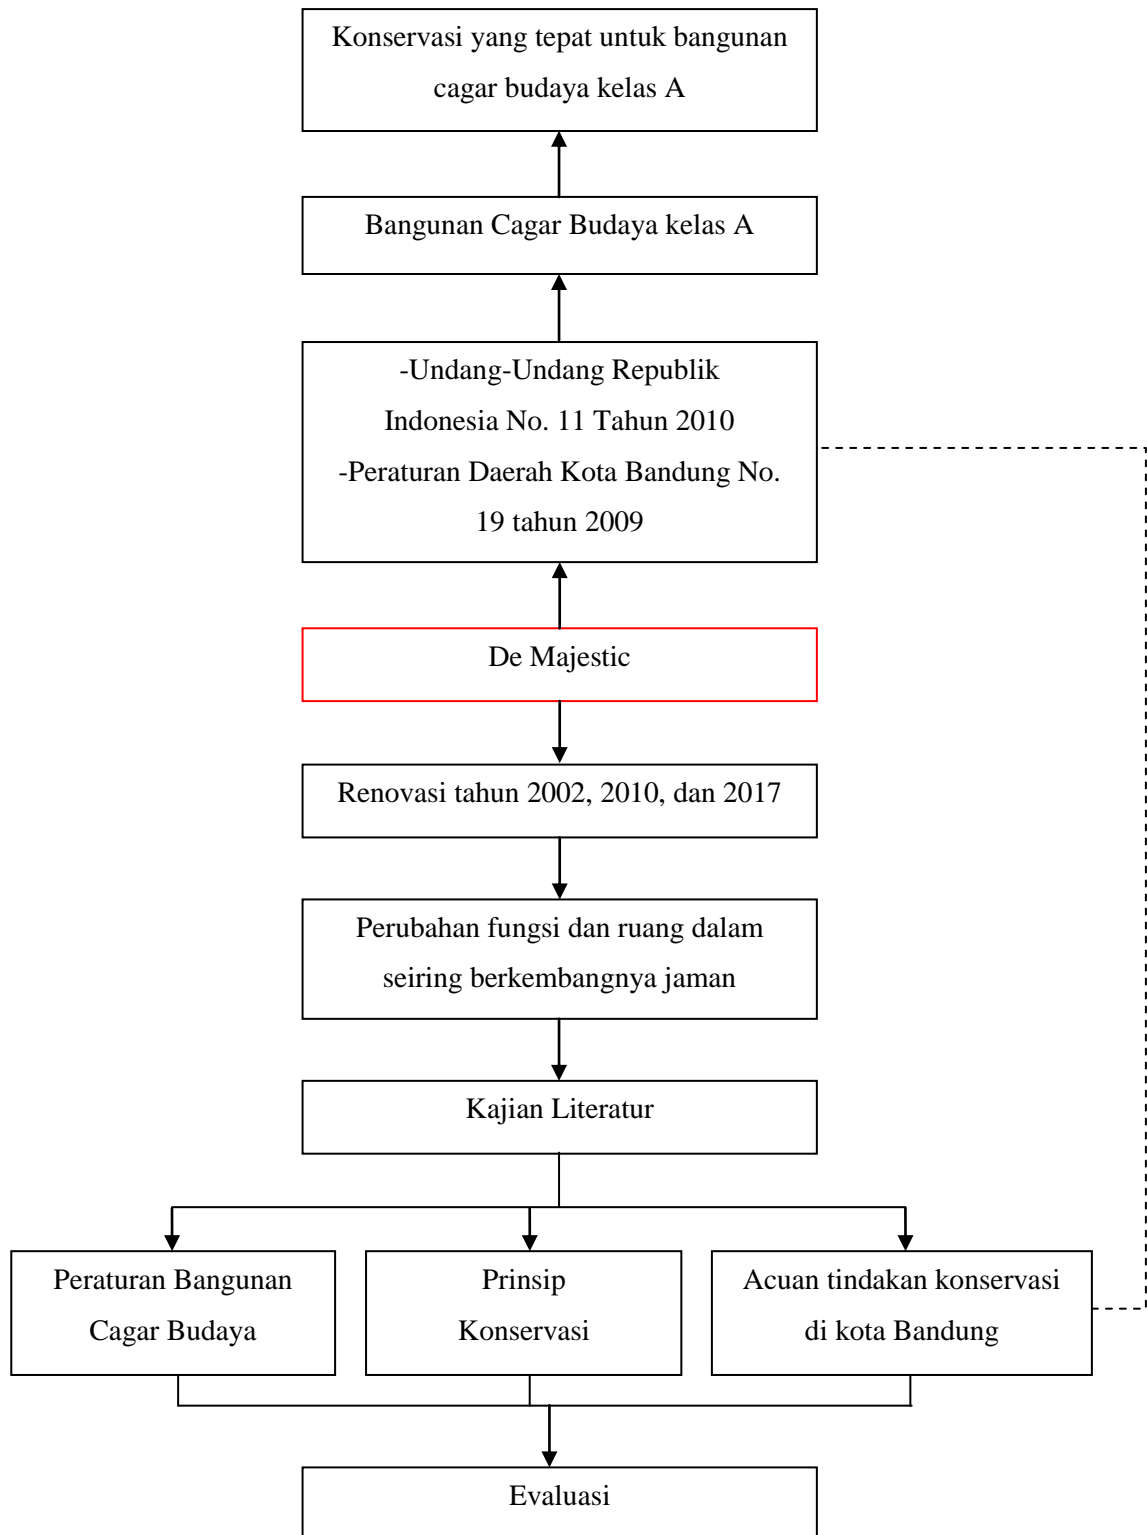 Konservasi yang tepat untuk bangunan
cagar budaya kelas A
Bangunan Cagar Budaya kelas A
-Undang-Undang Republik
Indonesia No. 11 Tahun 2010
-Peraturan Daerah Kota Bandung No.
19 tahun 2009
De Majestic
Renovasi tahun 2002, 2010, dan 2017
Perubahan fungsi dan ruang dalam
seiring berkembangnya jaman
Kajian Literatur
Peraturan Bangunan
Cagar Budaya
Prinsip
Konservasi
Acuan tindakan konservasi
di kota Bandung
Evaluasi